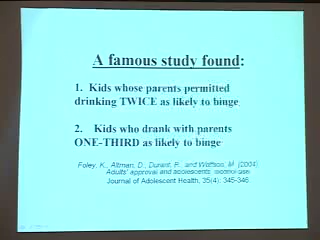 A famous study found:
1. Kids whose parents permitted
drinking TWICE as likely to binge
2. Kids who drank with parents
ONE-THIRD as likely to binge
Foley, K., Altman, D., Durant, R., and Wolfson, M. (2004)
Adults' approval and adolescents' alcohol use
Journal of Adolescent Health, 35(4): 345-346